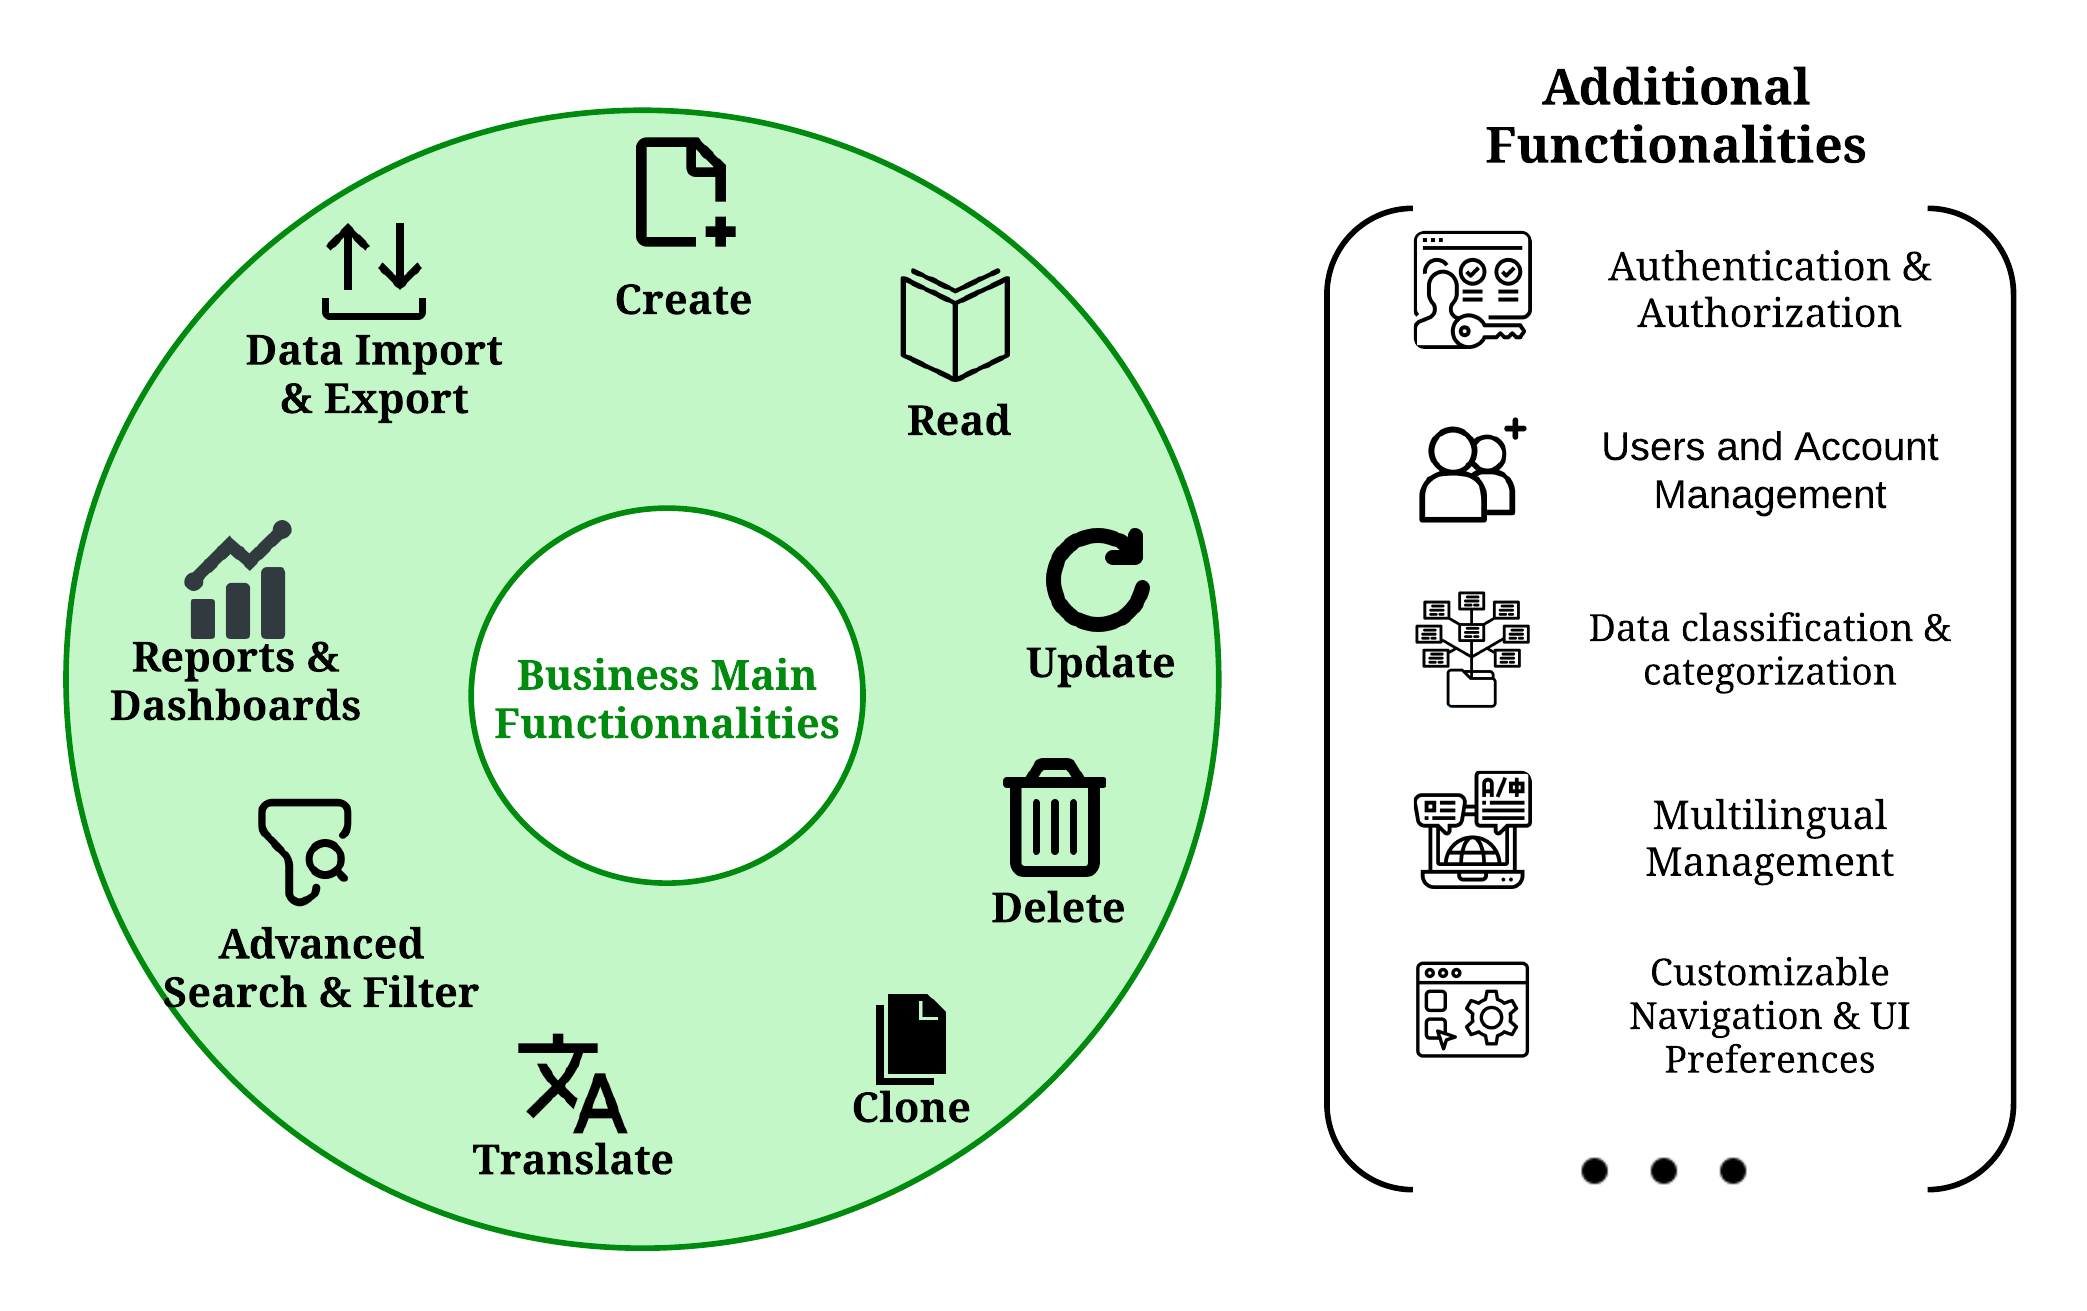 Additional
Functionalities
Create
Data Import
& Export
Read
Reports &
Dashboards
Update
Business Main
Functionnalities
Delete
Advanced
Search & Filter
Clone
Translate
Authentication &
Authorization
Users and Account
Management
Data classification &
categorization
Multilingual
Management
Customizable
Navigation & UI
Preferences